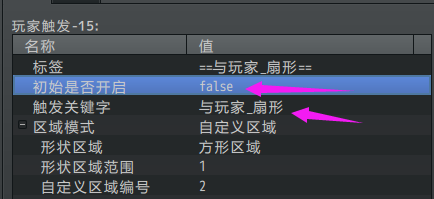 玩家触发-15:
名称 值
标签 ==与玩家_扇形==
初始是否开启 false
触发关键字 与玩家_扇形
区域模式 自定义区域
形状区域 方形区域
形状区域范围 1
自定义区域编号 2